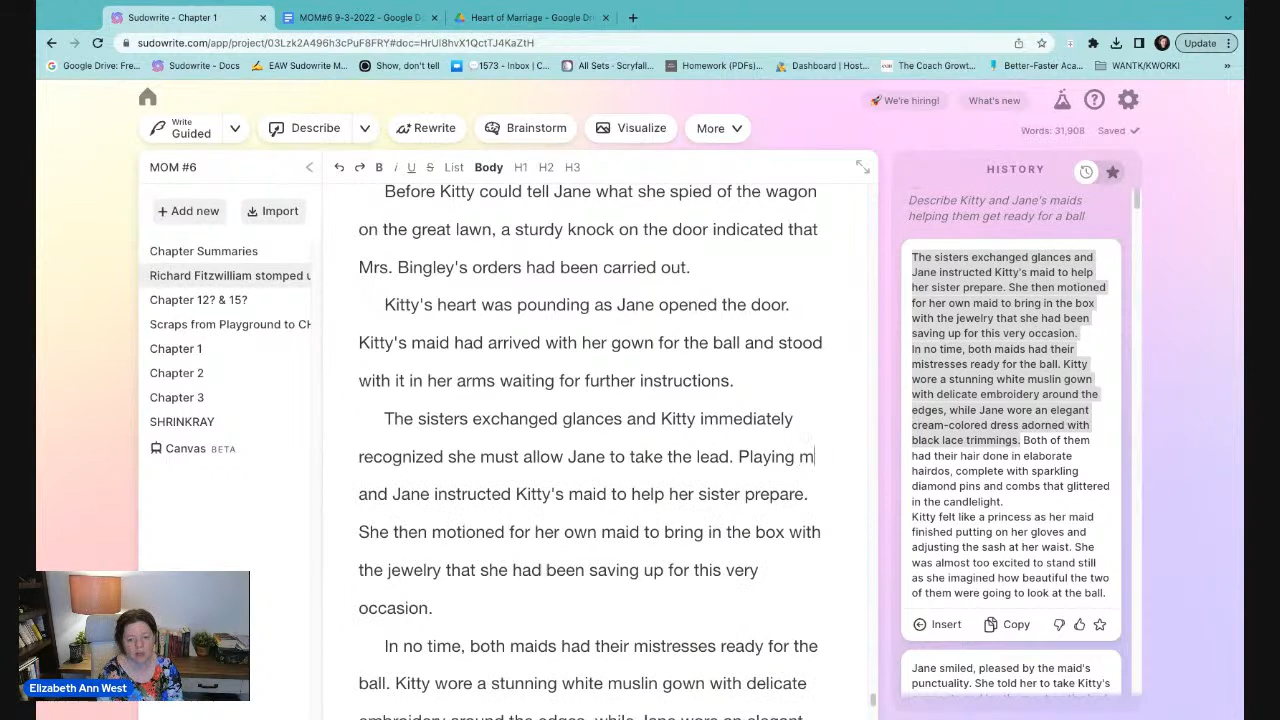 Sudowrite - Chapter 1
MOM#6 9-3-2022 - Google D
Heart of Marriage - Google Dr
sudowrite.com/app/project/03Lzk2A496h3cPuF8FRY#doc=HrUl8hvX1QctTJ4KaZtH
Update
Google Drive: Fre...
Sudowrite - Docs
EAW Sudowrite M...
Show, don't tell
1573 - Inbox | C...
All Sets · Scryfall...
Homework (PDFs)...
Dashboard | Host...
The Coach Growt...
Better-Faster Aca...
WANTK/KWORKI
We're hiring!
What's new
Write
Guided
Describe
Rewrite
Brainstorm
Visualize
More
Words: 31,908
Saved
MOM #6
B i U S List Body H1 H2 H3
HISTORY
Add new
Import
Chapter Summaries
Richard Fitzwilliam stomped u
Chapter 12? & 15?
Scraps from Playground to CH
Chapter 1
Chapter 2
Chapter 3
SHRINKRAY
Canvas BETA
Before Kitty could tell Jane what she spied of the wagon
on the great lawn, a sturdy knock on the door indicated that
Mrs. Bingley's orders had been carried out.
Kitty's heart was pounding as Jane opened the door.
Kitty's maid had arrived with her gown for the ball and stood
with it in her arms waiting for further instructions.
The sisters exchanged glances and Kitty immediately
recognized she must allow Jane to take the lead. Playing m
and Jane instructed Kitty's maid to help her sister prepare.
She then motioned for her own maid to bring in the box with
the jewelry that she had been saving up for this very
occasion.
In no time, both maids had their mistresses ready for the
ball. Kitty wore a stunning white muslin gown with delicate
embroidery around the edges, while Jane wore an elegant
Describe Kitty and Jane's maids
helping them get ready for a ball
The sisters exchanged glances and
Jane instructed Kitty's maid to help
her sister prepare. She then motioned
for her own maid to bring in the box
with the jewelry that she had been
saving up for this very occasion.
In no time, both maids had their
mistresses ready for the ball. Kitty
wore a stunning white muslin gown
with delicate embroidery around the
edges, while Jane wore an elegant
cream-colored dress adorned with
black lace trimmings. Both of them
had their hair done in elaborate
hairdos, complete with sparkling
diamond pins and combs that glittered
in the candlelight.
Kitty felt like a princess as her maid
finished putting on her gloves and
adjusting the sash at her waist. She
was almost too excited to stand still
as she imagined how beautiful the two
of them were going to look at the ball.
Insert
Copy
Jane smiled, pleased by the maid's
punctuality. She told her to take Kitty's
Elizabeth Ann West